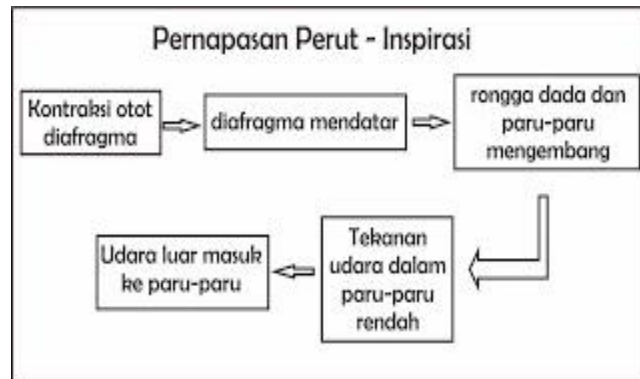 Pernapasan Perut - Inspirasi
Kontraksi otot
diafragma
diafragma mendatar
rongga dada dan
paru-paru
mengembang
Tekanan
udara dalam
paru-paru
rendah
Udara luar masuk
ke paru-paru